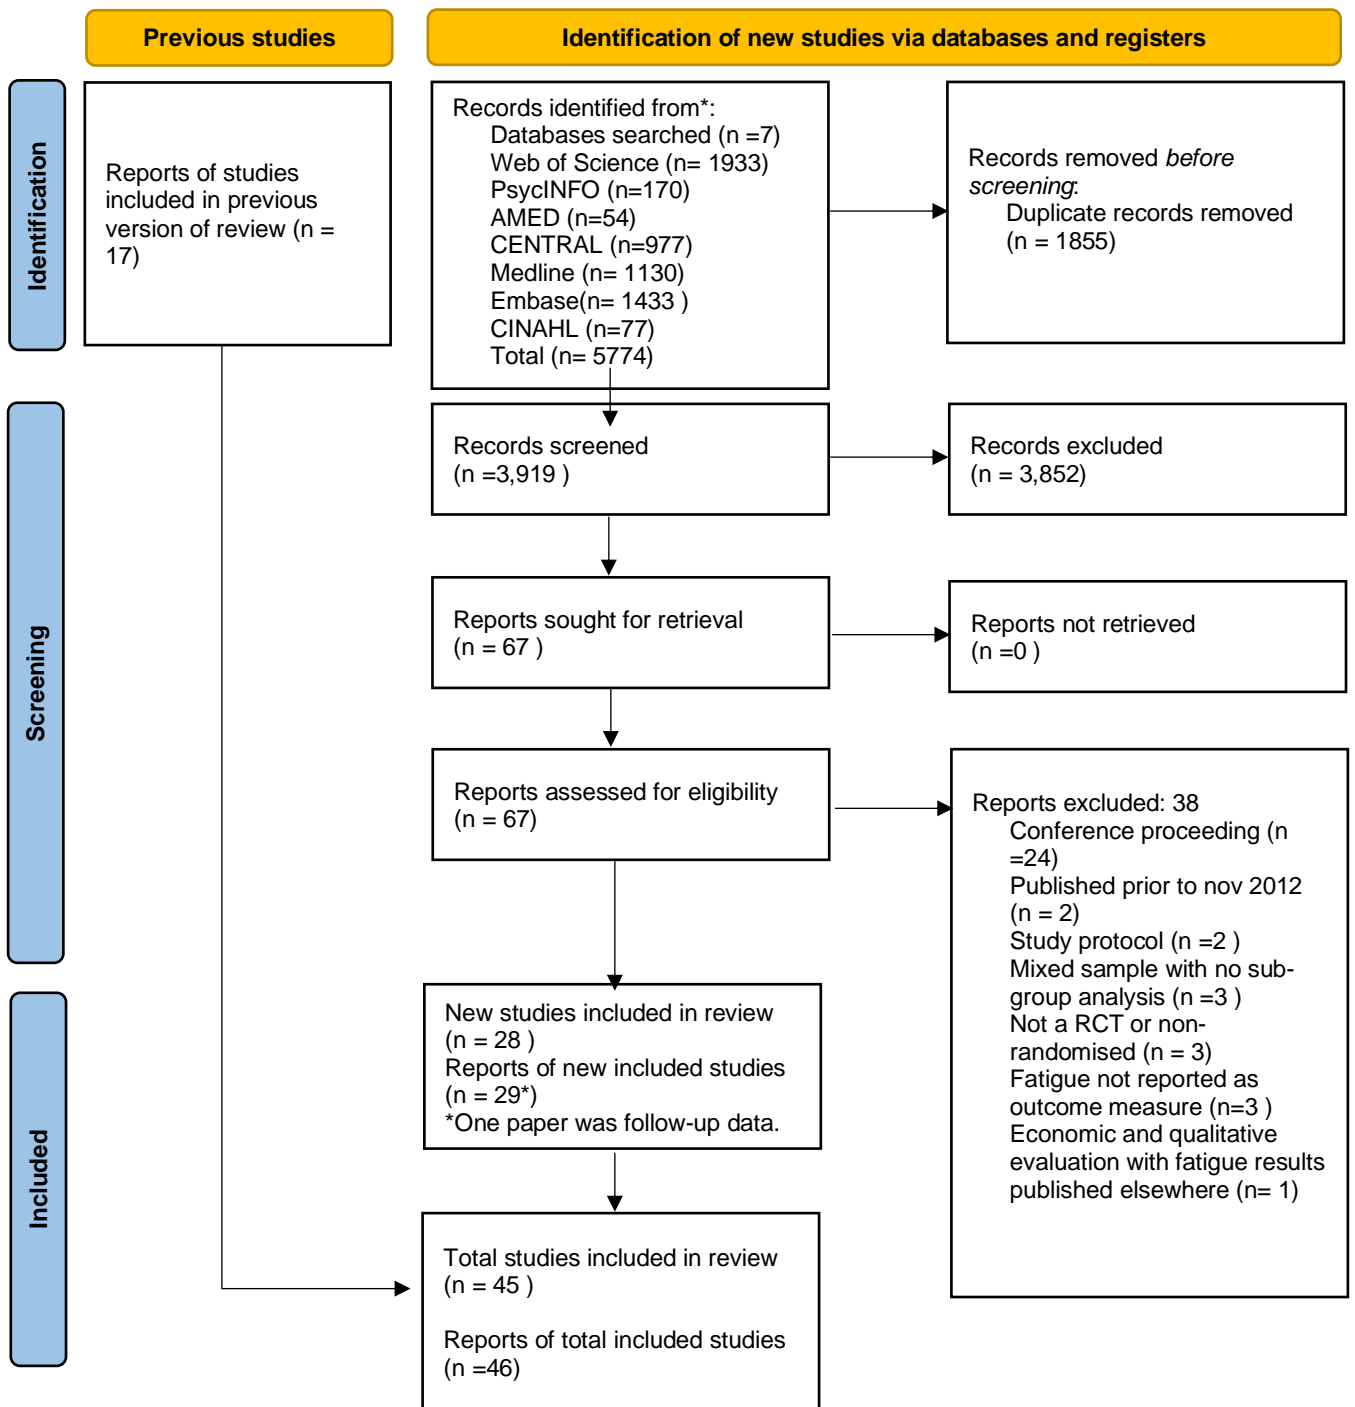 Previous studies
Identification of new studies via databases and registers
Identification
Reports of studies
included in previous
version of review (n =
17)
Records identified from*:
Databases searched (n =7)
Web of Science (n= 1933)
PsycINFO (n=170)
AMED (n=54)
CENTRAL (n=977)
Medline (n= 1130)
Embase(n= 1433 )
CINAHL (n=77)
Total (n= 5774)
Records removed before
screening:
Duplicate records removed
(n = 1855)
Screening
Records screened
(n =3,919 )
Records excluded
(n = 3,852)
Reports sought for retrieval
(n = 67 )
Reports not retrieved
(n =0 )
Reports assessed for eligibility
(n = 67)
Reports excluded: 38
Conference proceeding (n
=24)
Published prior to nov 2012
(n = 2)
Study protocol (n =2 )
Mixed sample with no sub-
group analysis (n =3 )
Not a RCT or non-
randomised (n = 3)
Fatigue not reported as
outcome measure (n=3 )
Economic and qualitative
evaluation with fatigue results
published elsewhere (n= 1)
Included
New studies included in review
(n = 28 )
Reports of new included studies
(n = 29*)
*One paper was follow-up data.
Total studies included in review
(n = 45 )
Reports of total included studies
(n =46)